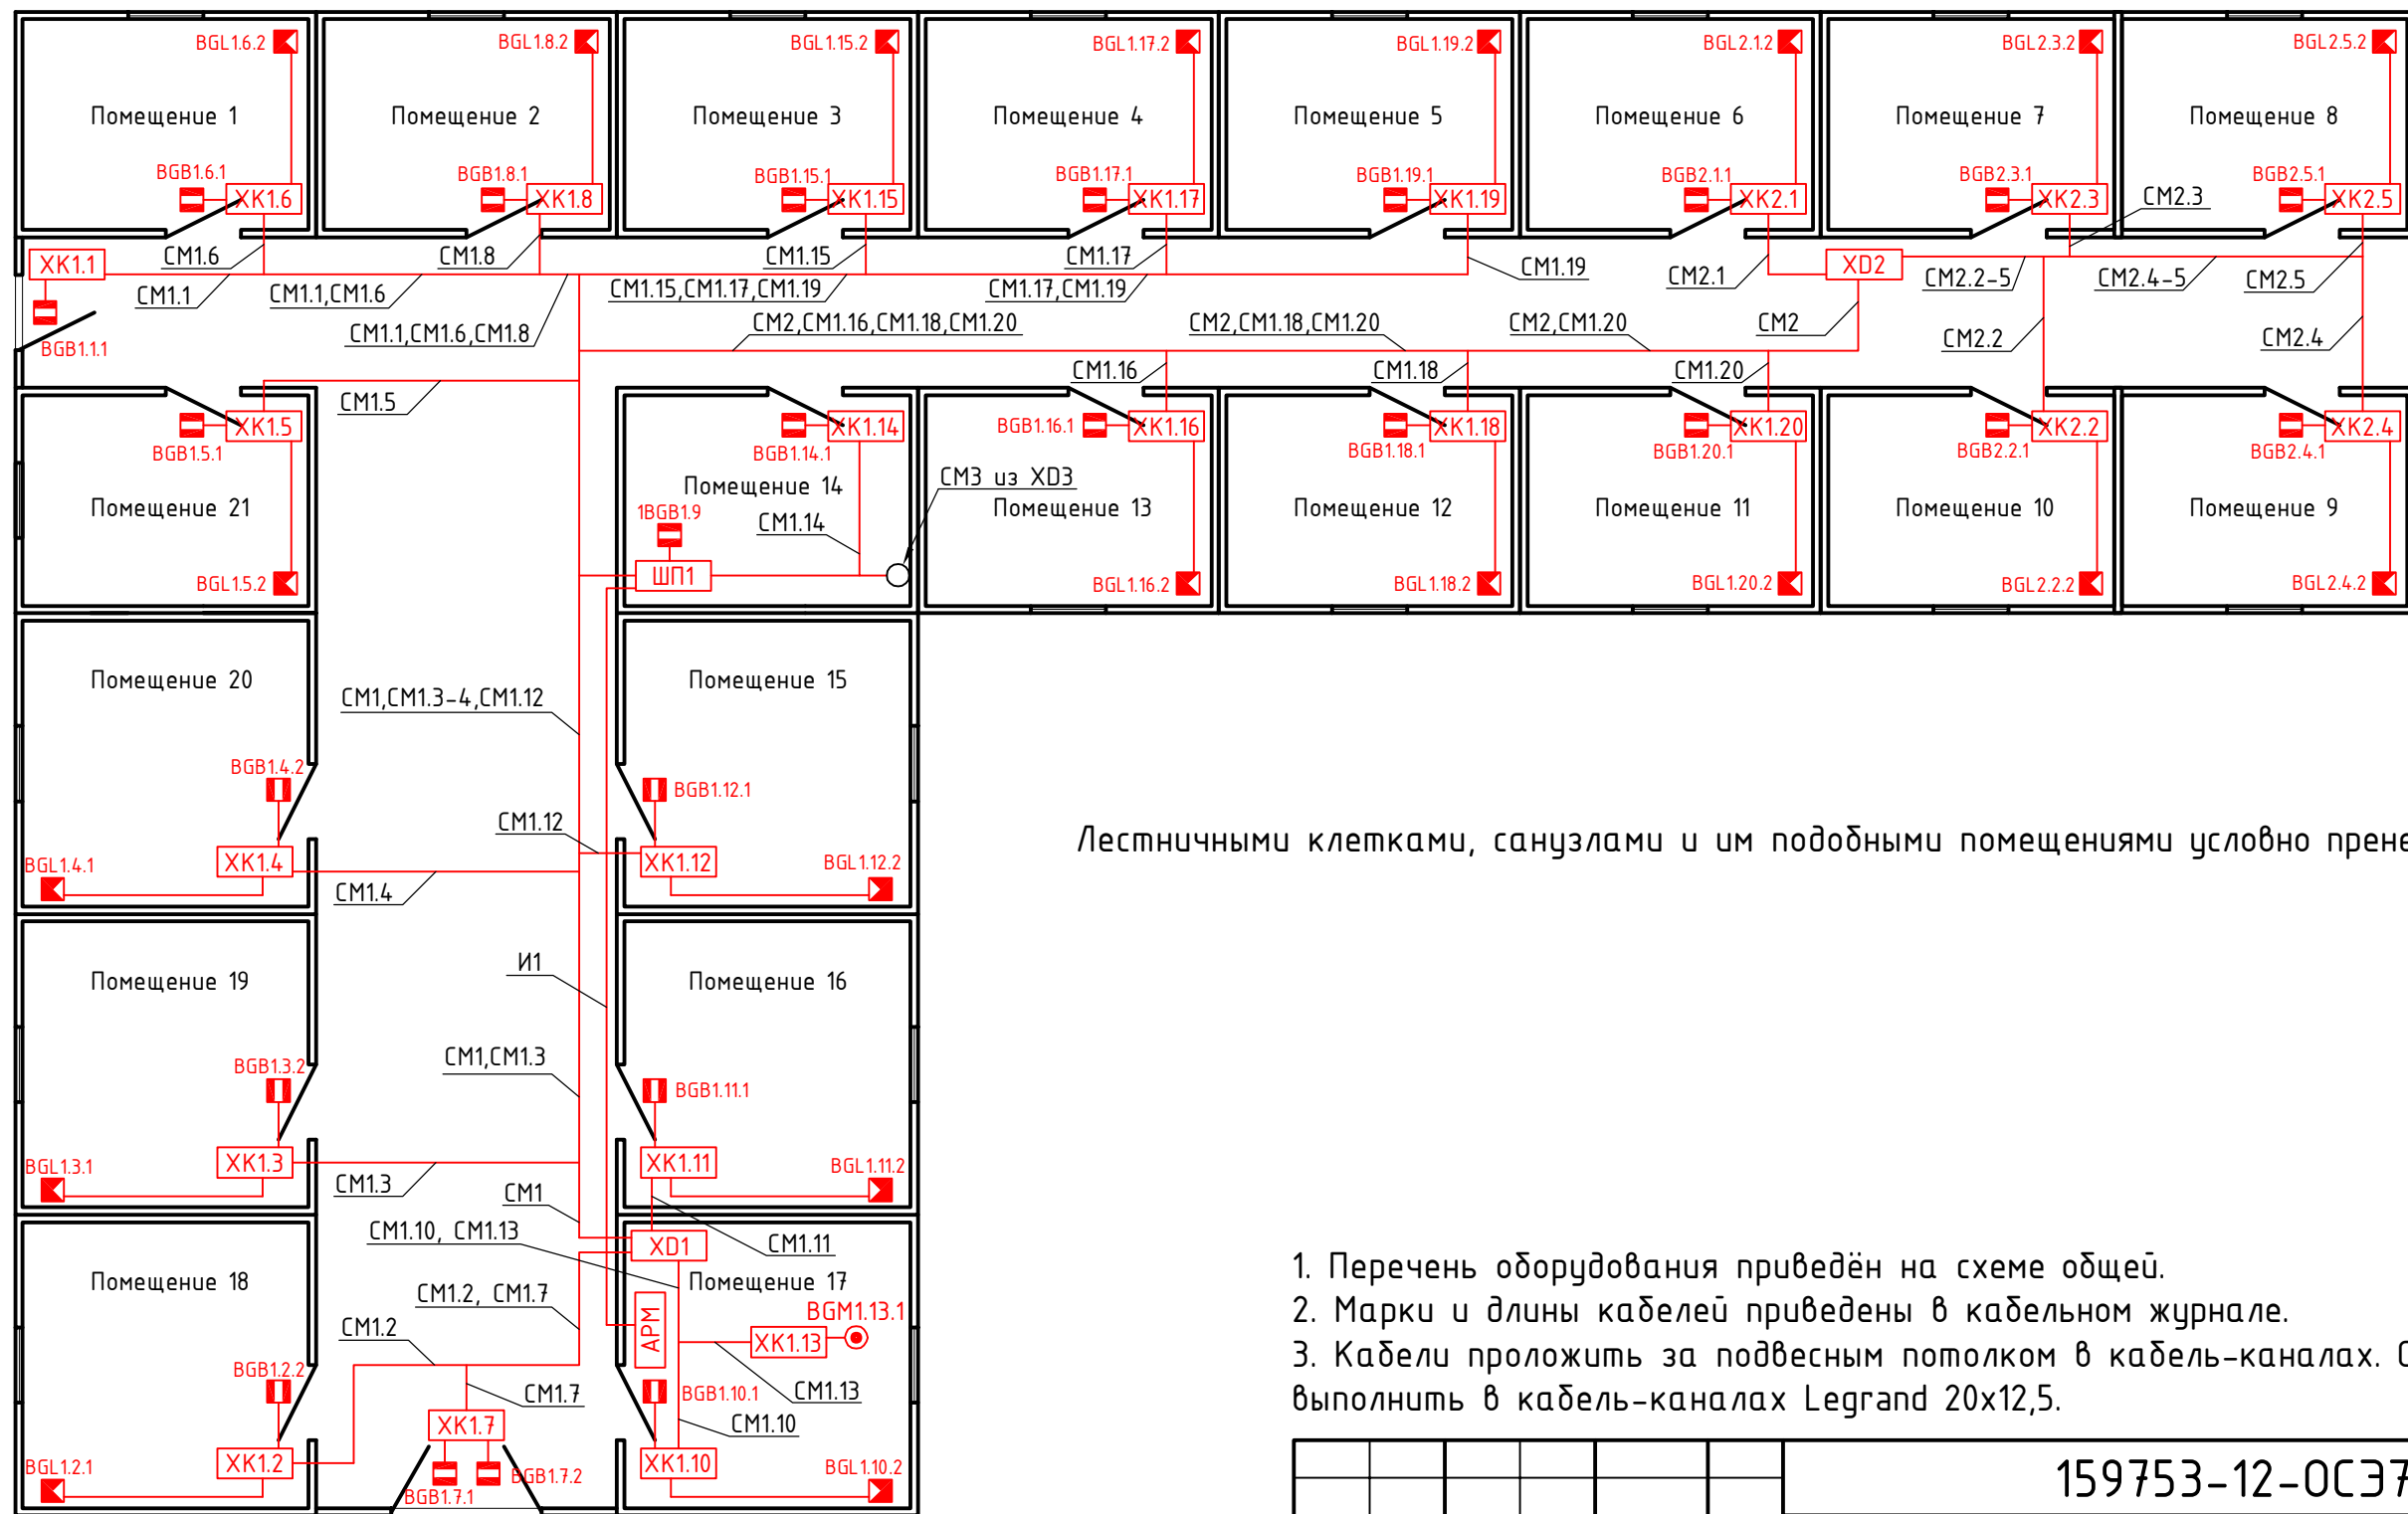 BGL1.6.2
BGL1.8.2
BGL1.15.2
BGL1.17.2
BGL1.19.2
BGL2.1.2
BGL2.3.2
BGL2.5.2
Помещение 1
Помещение 2
Помещение 3
Помещение 4
Помещение 5
Помещение 6
Помещение 7
Помещение 8
BGB1.6.1
BGB1.8.1
BGB1.15.1
BGB1.17.1
BGB1.19.1
BGB2.1.1
BGB2.3.1
BGB2.5.1
XK1.6
XK1.8
XK1.15
XK1.17
XK1.19
XK2.1
XK2.3
XK2.5
CM2.3
XK1.1
CM1.6
CM1.8
CM1.15
CM1.17
CM1.19
CM2.1
XD2
CM2.2-5
CM2.4-5
CM2.5
CM1.1
CM1.1,CM1.6
CM1.15,CM1.17,CM1.19
CM1.17,CM1.19
CM1.1,CM1.6,CM1.8
CM2,CM1.16,CM1.18,CM1.20
CM2,CM1.18,CM1.20
CM2,CM1.20
CM2
CM2.2
CM2.4
BGB1.1.1
CM1.5
CM1.16
CM1.18
CM1.20
XK1.5
XK1.14
XK1.16
XK1.18
XK1.20
XK2.2
XK2.4
BGB1.5.1
BGB1.14.1
BGB1.16.1
BGB1.18.1
BGB1.20.1
BGB2.2.1
BGB2.4.1
Помещение 21
Помещение 14
CM3 из XD3
Помещение 13
Помещение 12
Помещение 11
Помещение 10
Помещение 9
1BGB1.9
CM1.14
ШП1
BGL1.5.2
BGL1.16.2
BGL1.18.2
BGL1.20.2
BGL2.2.2
BGL2.4.2
Помещение 20
CM1,CM1.3-4,CM1.12
Помещение 15
BGB1.4.2
BGB1.12.1
CM1.12
BGL1.4.1
XK1.4
XK1.12
BGL1.12.2
CM1.4
Лестничными клетками, санузлами и им подобными помещениями условно прене
Помещение 19
И1
Помещение 16
BGB1.3.2
CM1,CM1.3
BGB1.11.1
BGL1.3.1
XK1.3
XK1.11
BGL1.11.2
CM1.3
CM1
CM1.10, CM1.13
XD1
CM1.11
Помещение 18
CM1.2, CM1.7
Помещение 17
BGM1.13.1
CM1.2
АРМ
XK1.13
BGB1.2.2
CM1.7
BGB1.10.1
CM1.13
XK1.7
CM1.10
BGL1.2.1
XK1.2
BGB1.7.1
BGB1.7.2
XK1.10
BGL1.10.2
1. Перечень оборудования приведён на схеме общей.
2. Марки и длины кабелей приведены в кабельном журнале.
3. Кабели проложить за подвесным потолком в кабель-каналах. С
выполнить в кабель-каналах Legrand 20x12,5.
159753-12-ОСЭ7